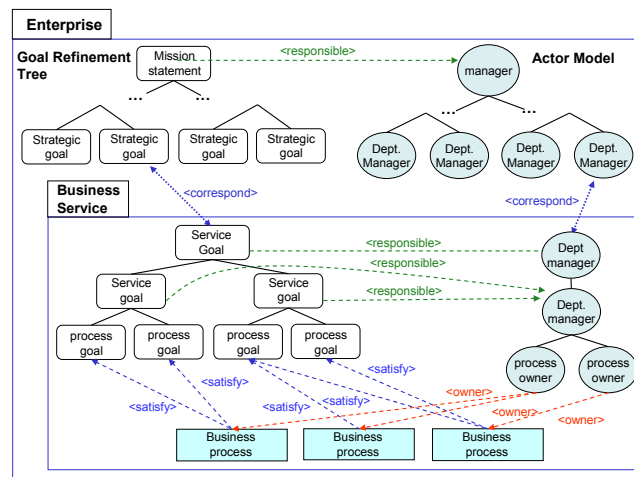 Enterprise
Goal Refinement
Tree
Mission
statement
<responsible>
manager
Actor Model
...
...
...
...
Strategic
goal
Strategic
goal
Strategic
goal
Strategic
goal
Dept.
Manager
Dept.
Manager
Dept.
Manager
Dept.
Manager
<correspond>
<correspond>
Business
Service
Service
Goal
<responsible>
Dept
manager
<responsible>
Service
goal
Service
goal
<responsible>
Dept.
manager
process
goal
process
goal
process
goal
process
goal
process
owner
process
owner
<satisfy>
<satisfy>
<satisfy>
<satisfy>
<owner>
<owner>
<owner>
Business
process
Business
process
Business
process